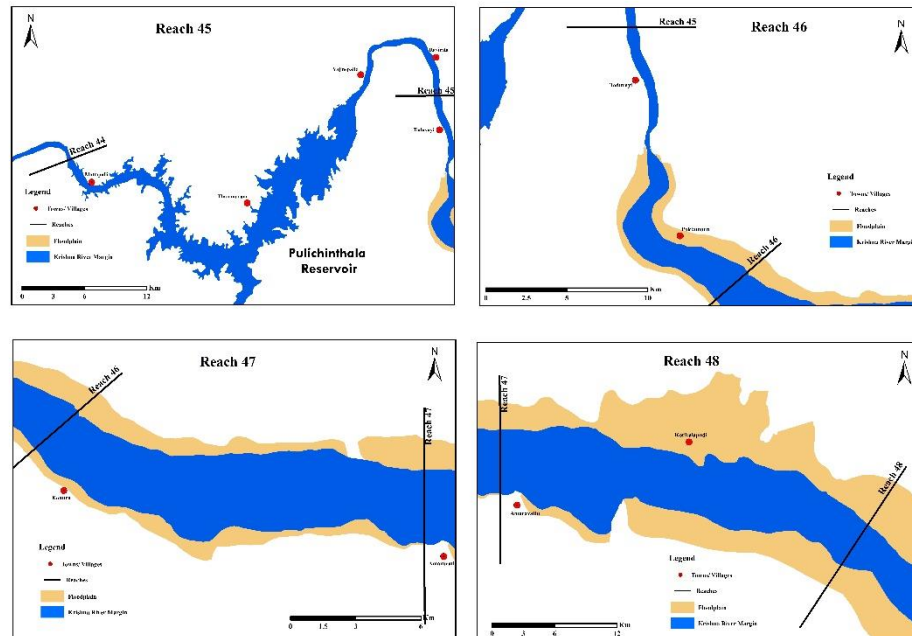 Reach 45
N
Reach 44
Reach 45
Pulichinthala
Reservoir
Legend
Towns/ Villages
Reaches
Floodplain
Krishna River Margin
Km
0 3 6 12
Reach 46
N
Reach 45
Reach 46
Legend
Towns/ Villages
Reaches
Floodplain
Krishna River Margin
Km
0 2.5 5 10
Reach 47
N
Reach 46
Reach 47
Legend
Towns/ Villages
Reaches
Floodplain
Krishna River Margin
Km
0 1.5 3 6
Reach 48
N
Reach 47
Reach 48
Legend
Towns/ Villages
Reaches
Floodplain
Krishna River Margin
Km
0 3 6 12